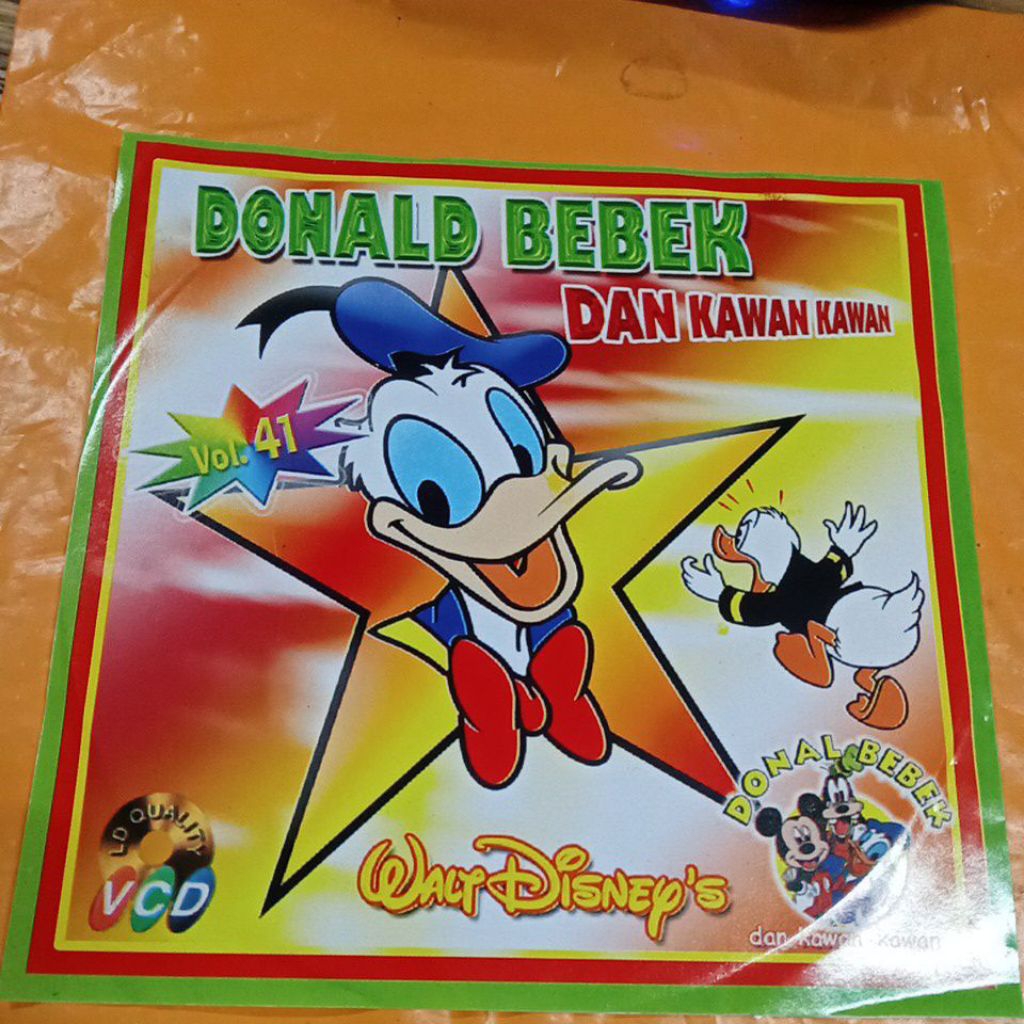 DONALD BEBEK
DAN KAWAN KAWAN
Vol. 41
DONAL BEBEK
LD QUALITY
VCD
WALT DISNEY'S
dan kawan kawan